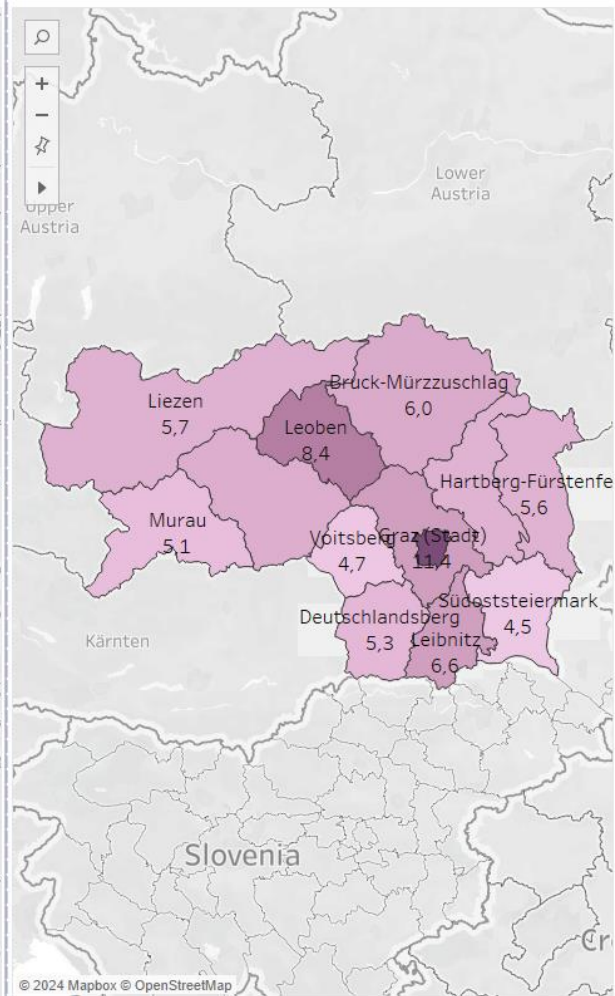 +
−
Upper
Austria
Lower
Austria
Liezen
5,7
Bruck-Mürzzuschlag
6,0
Leoben
8,4
Hartberg-Fürstenfe
5,6
Murau
5,1
Voitsberg
4,7
Graz (Stadt)
11,4
Deutschlandsberg
5,3
Leibnitz
6,6
Südoststeiermark
4,5
Kärnten
Slovenia
Cr
© 2024 Mapbox © OpenStreetMap